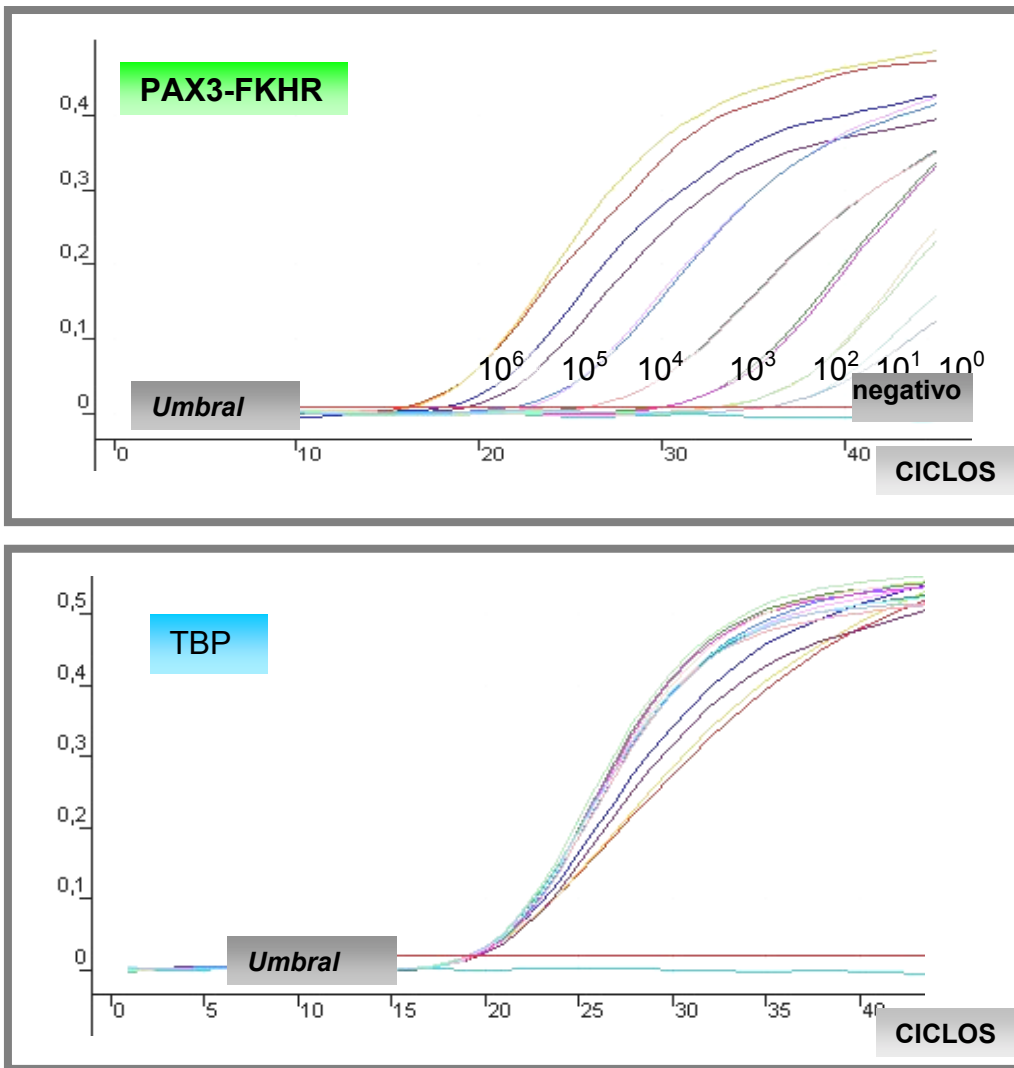 PAX3-FKHR
0,4
0,3
0,2
0,1
10⁶ 10⁵ 10⁴ 10³ 10² 10¹ 10⁰
negativo
Umbral
0
0 10 20 30 40
CICLOS
0,5
TBP
0,4
0,3
0,2
0,1
Umbral
0
0 5 10 15 20 25 30 35 40
CICLOS